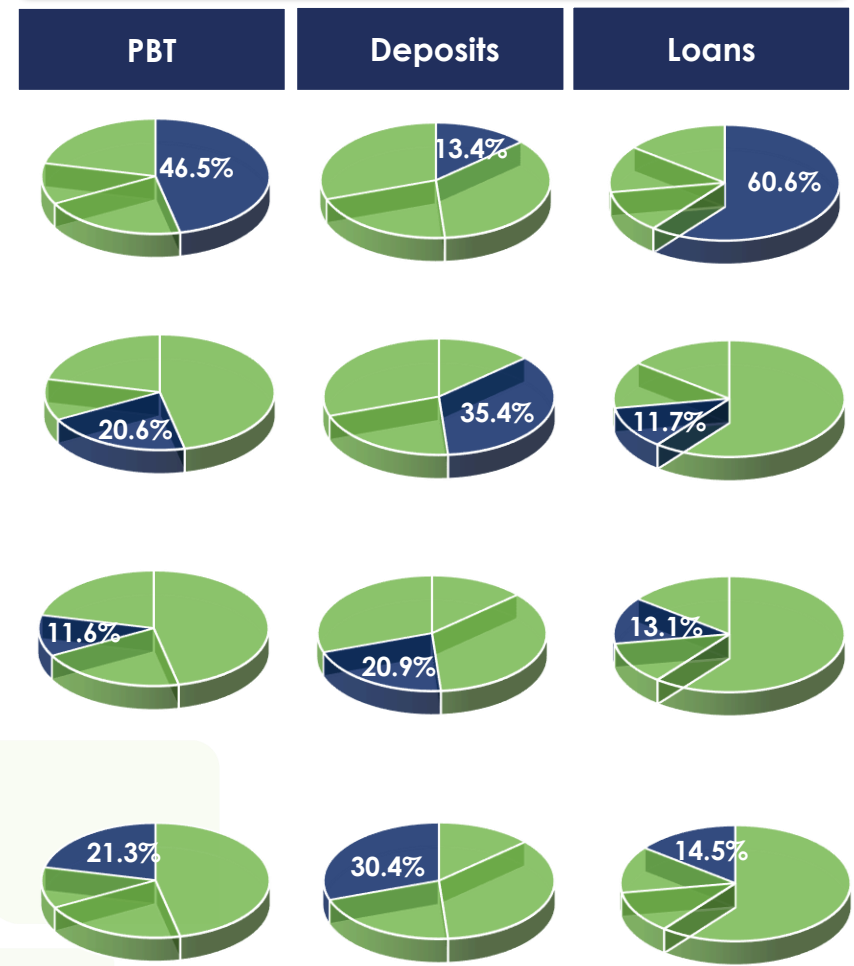 PBT Deposits Loans
46.5% 13.4% 60.6%
20.6% 35.4% 11.7%
11.6% 20.9% 13.1%
21.3% 30.4% 14.5%